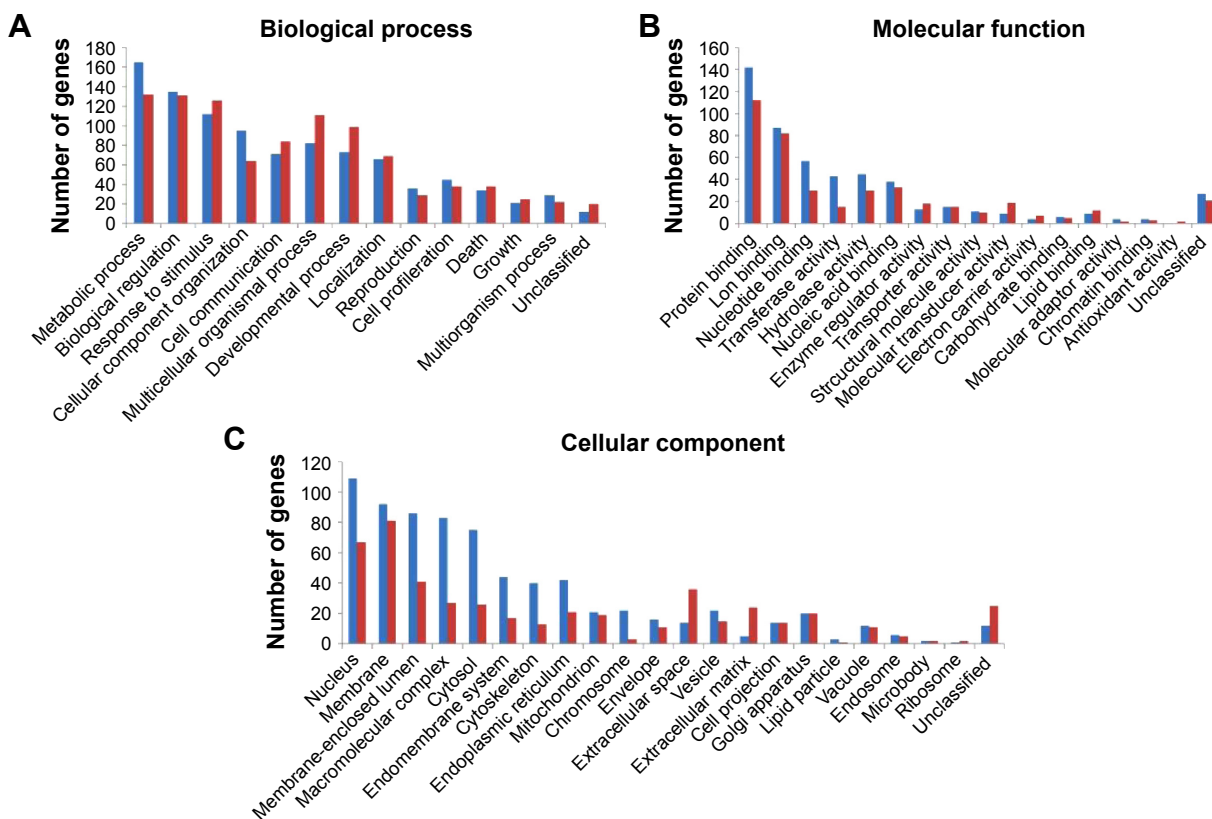 A
Biological process
Number of genes
180
160
140
120
100
80
60
40
20
0
Metabolic process
Biological regulation
Response to stimulus
Cellular component organization
Cell communication
Multicellular organismal process
Developmental process
Localization
Reproduction
Cell profileration
Death
Growth
Multiorganism process
Unclassified
B
Molecular function
Number of genes
160
140
120
100
80
60
40
20
0
Protein binding
Lon binding
Nucleotide binding
Transferase activity
Hydrolase activity
Nucleic acid binding
Enzyme regulator activity
Transporter activity
Strcuctural molecule activity
Molecular transducer activity
Electron carrier activity
Carbohydrate binding
Lipid binding
Molecular adaptor activity
Chromatin binding
Antioxidant activity
Unclassified
C
Cellular component
Number of genes
120
100
80
60
40
20
0
Nucleus
Membrane
Membrane-enclosed lumen
Macromolecular complex
Cytosol
Endomembrane system
Cytoskeleton
Endoplasmic reticulum
Mitochondrion
Chromosome
Envelope
Extracellular space
Vesicle
Extracellular matrix
Cell projection
Golgi apparatus
Lipid particle
Vacuole
Endosome
Microbody
Ribosome
Unclassified